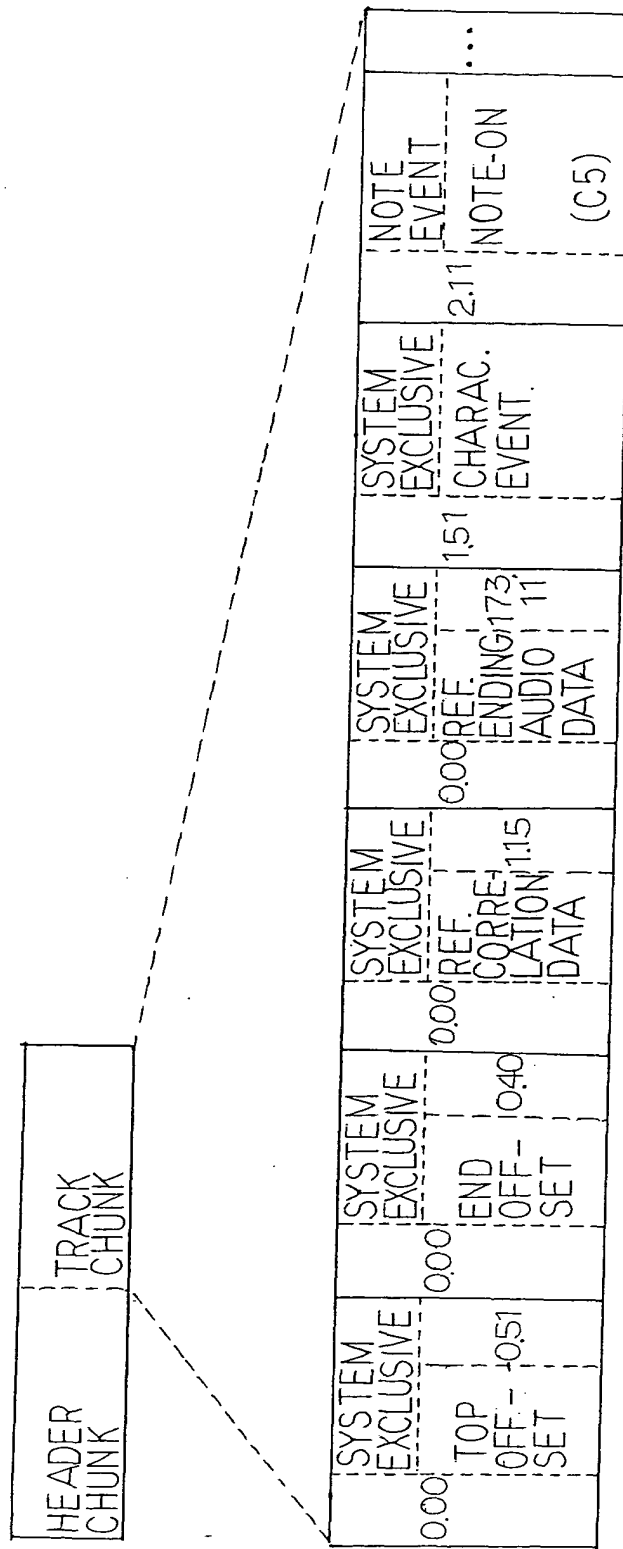 HEADER
CHUNK
TRACK
CHUNK
0.00
SYSTEM
EXCLUSIVE
TOP
OFF-
SET
-0.51
0.00
SYSTEM
EXCLUSIVE
END
OFF-
SET
0.40
0.00
SYSTEM
EXCLUSIVE
REF.
CORRE-
LATION
DATA
1.15
0.00
SYSTEM
EXCLUSIVE
REF.
ENDING
AUDIO
DATA
173.
11
1.51
SYSTEM
EXCLUSIVE
CHARAC.
EVENT.
2.11
NOTE
EVENT
NOTE-ON
(C5)
...